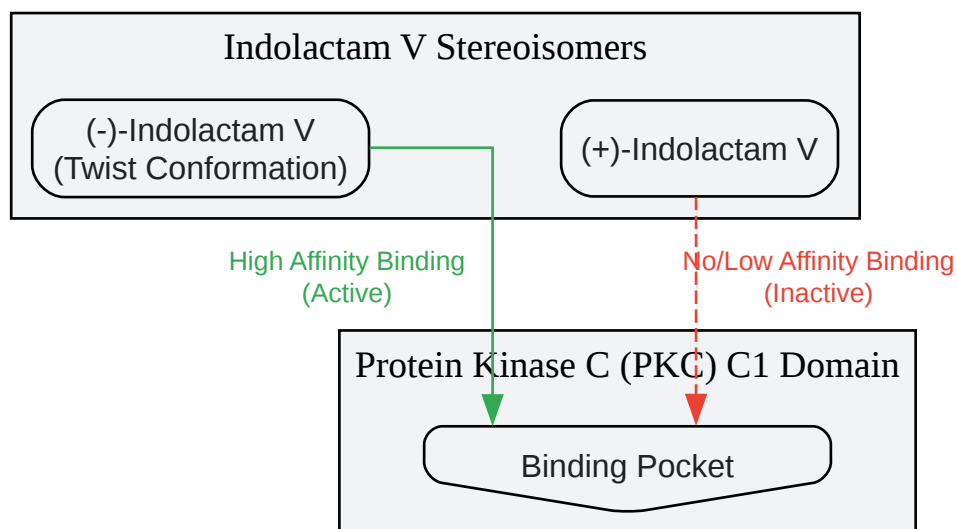 Indolactam V Stereoisomers
(-)-Indolactam V
(Twist Conformation)
(+)-Indolactam V
High Affinity Binding
(Active)
No/Low Affinity Binding
(Inactive)
Protein Kinase C (PKC) C1 Domain
Binding Pocket